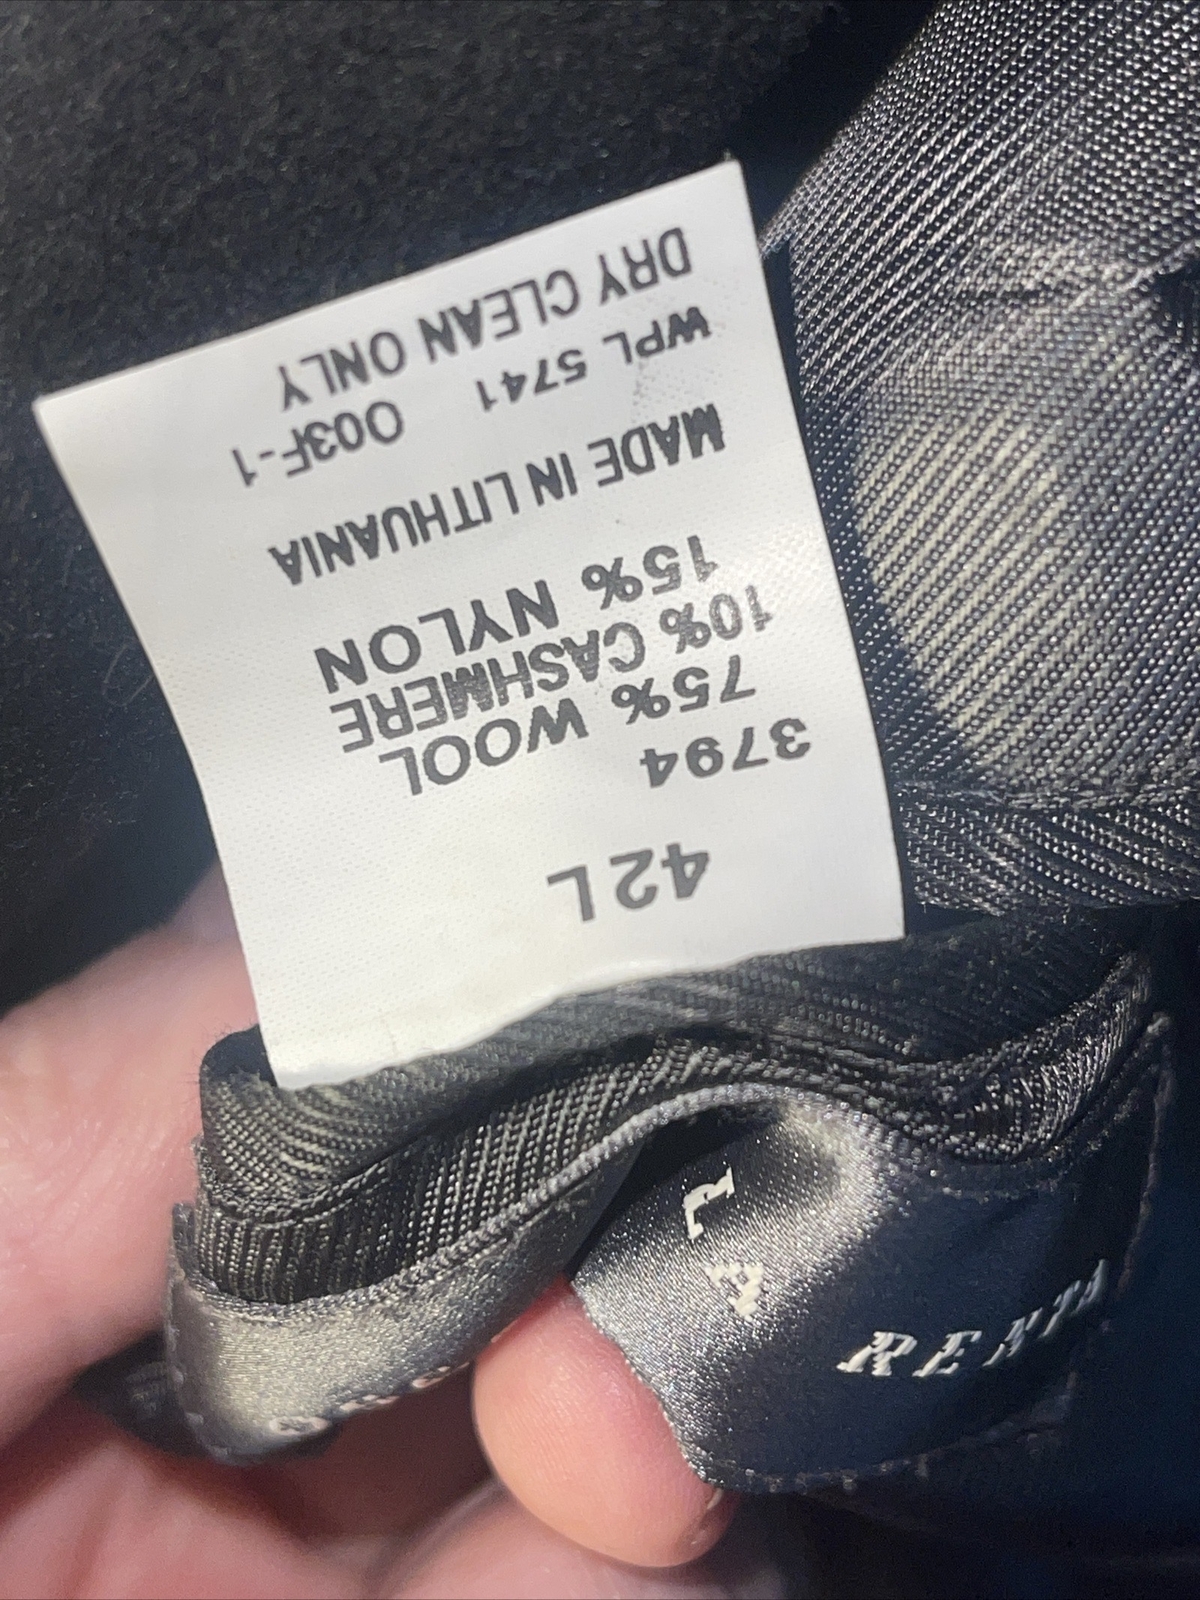 42L
3794
75% WOOL
10% CASHMERE
15% NYLON
MADE IN LITHUANIA
WPL 5741 003F-1
DRY CLEAN ONLY